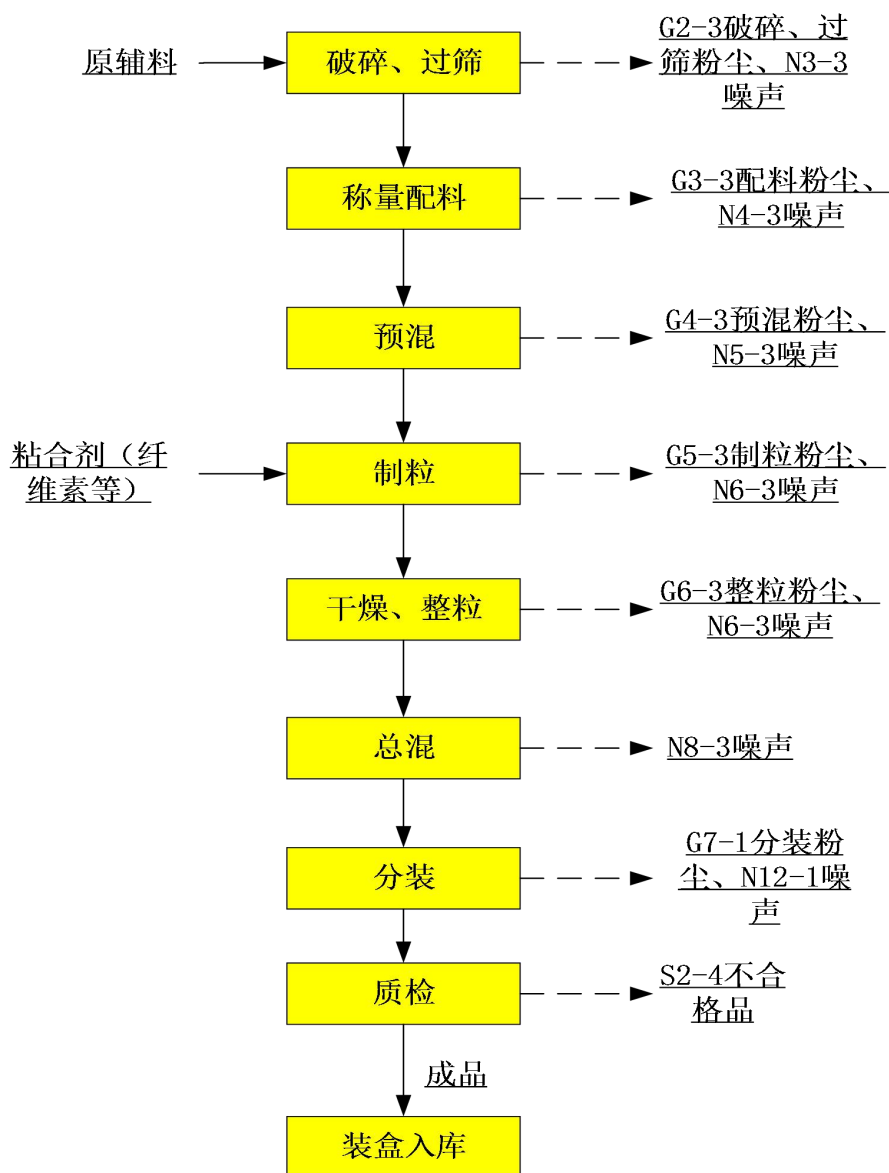 原辅料
破碎、过筛
G2-3破碎、过
筛粉尘、N3-3
噪声
称量配料
G3-3配料粉尘、
N4-3噪声
预混
G4-3预混粉尘、
N5-3噪声
粘合剂（纤
维素等）
制粒
G5-3制粒粉尘、
N6-3噪声
干燥、整粒
G6-3整粒粉尘、
N6-3噪声
总混
N8-3噪声
分装
G7-1分装粉
尘、N12-1噪
声
质检
S2-4不合
格品
成品
装盒入库